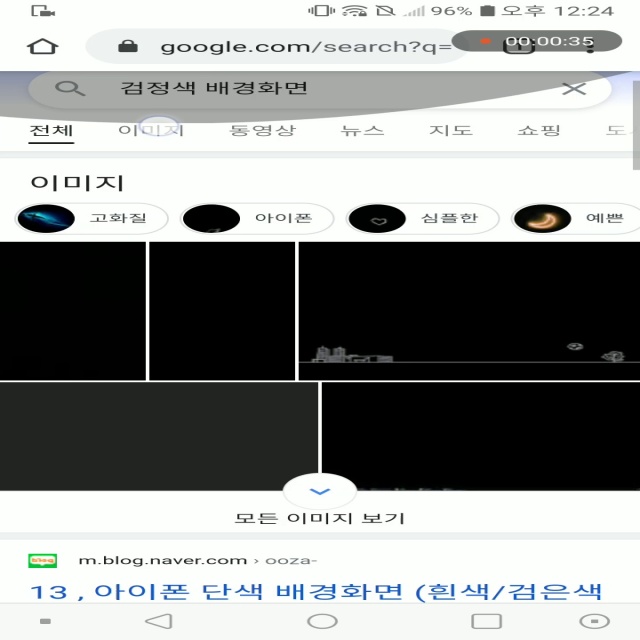 96% 오후 12:24
google.com/search?q=
00:00:35
검정색 배경화면
전체 이미지 동영상 뉴스 지도 쇼핑
이미지
고화질 아이폰 심플한 예쁜
모든 이미지 보기
blog m.blog.naver.com › ooza-
13 , 아이폰 단색 배경화면 (흰색/검은색